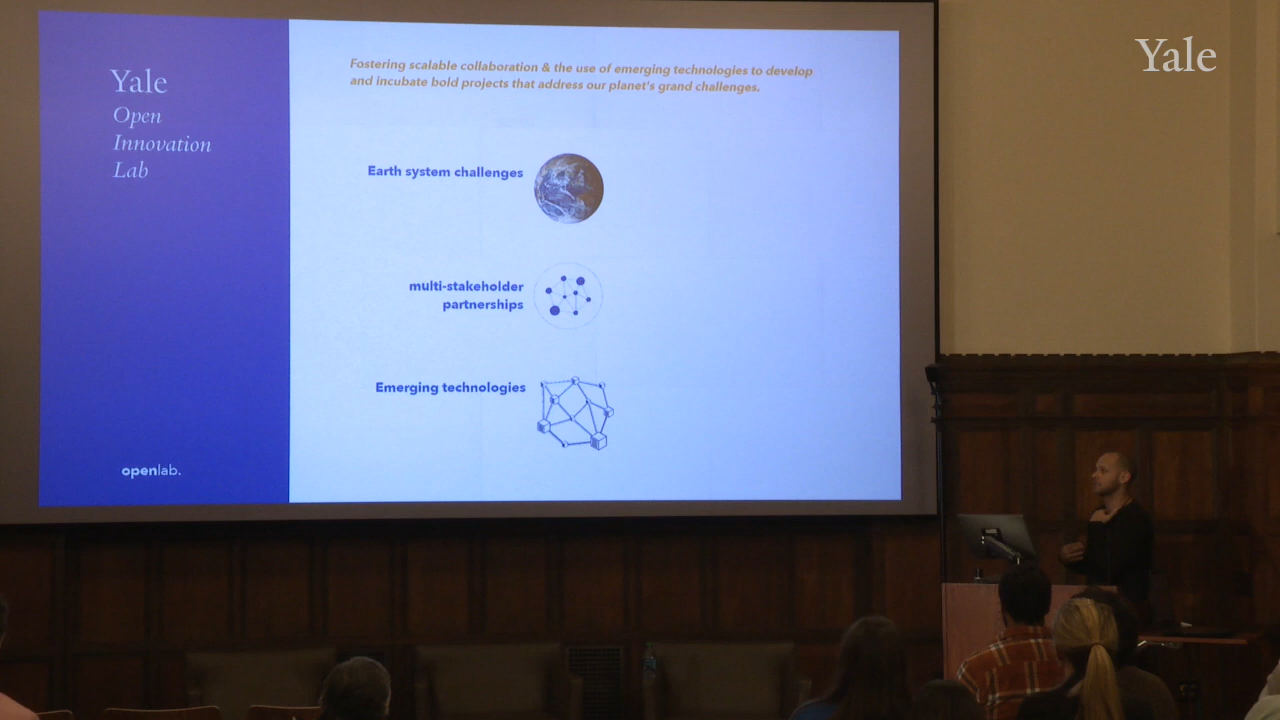 Yale
Open
Innovation
Lab
openlab.
Fostering scalable collaboration & the use of emerging technologies to develop
and incubate bold projects that address our planet's grand challenges.
Earth system challenges
multi-stakeholder
partnerships
Emerging technologies
Yale